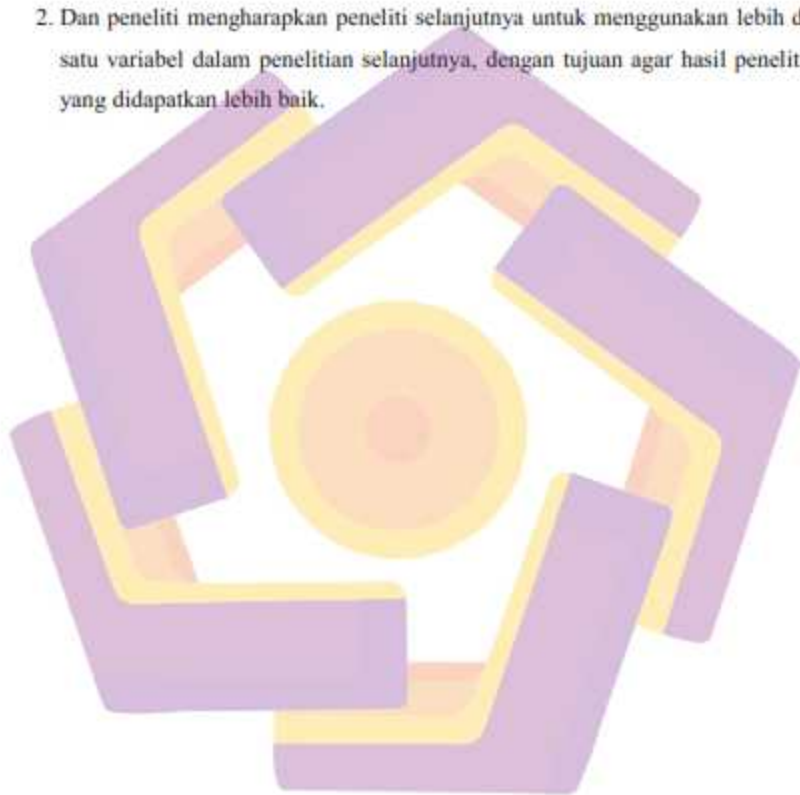 2. Dan peneliti mengharapkan peneliti selanjutnya untuk menggunakan lebih
satu variabel dalam penelitian selanjutnya, dengan tujuan agar hasil
yang didapatkan lebih baik.